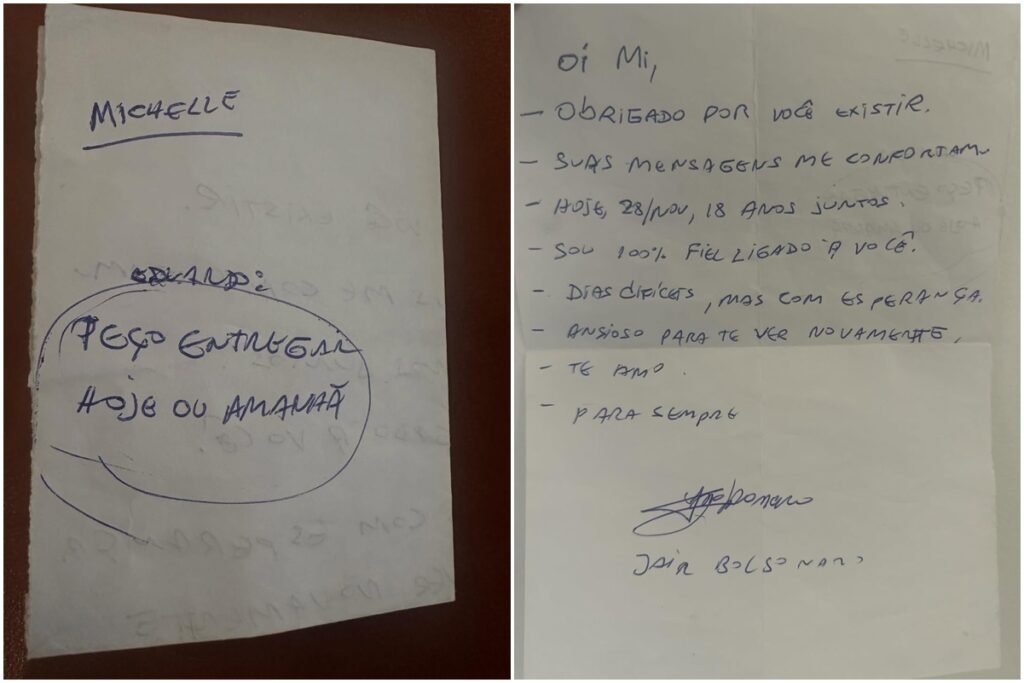 MICHELLE
EDUARDO:
PEÇO ENTREGAR
HOJE OU AMANHÃ
Oi Mi,
- OBRIGADO POR VOCÊ EXISTIR.
- SUAS MENSAGENS ME CONFORTAM.
- HOJE, 28/NOV, 18 ANOS JUNTOS.
- SOU 100% FIEL LIGADO À VOCÊ.
- DIAS DIFÍCEIS, MAS COM ESPERANÇA.
- ANSIOSO PARA TE VER NOVAMENTE,
- TE AMO.
- PARA SEMPRE
JAIR BOLSONARO